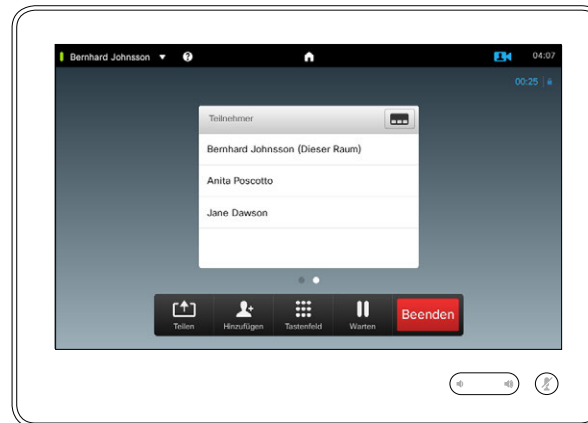 Bernhard Johnsson
04:07
00:25
Teilnehmer
Bernhard Johnsson (Dieser Raum)
Anita Poscotto
Jane Dawson
Teilen
Hinzufügen
Tastenfeld
Warten
Beenden